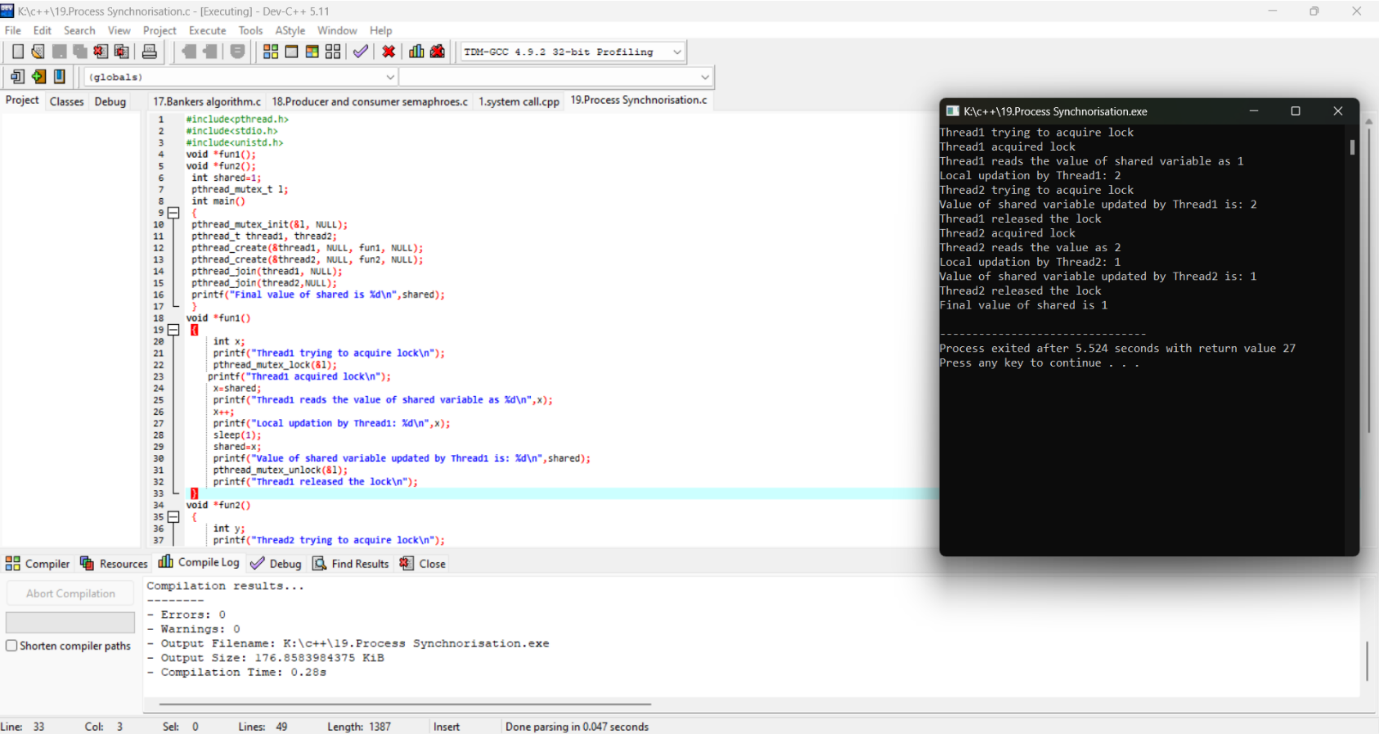 K:\c++\19.Process Synchnorisation.c - [Executing] - Dev-C++ 5.11
File Edit Search View Project Execute Tools AStyle Window Help
TDM-GCC 4.9.2 32-bit Profiling
(globals)
Project Classes Debug
17.Bankers algorithm.c 18.Producer and consumer semaphroes.c 1.system call.cpp 19.Process Synchnorisation.c
1 #include<pthread.h>
2 #include<stdio.h>
3 #include<unistd.h>
4 void *fun1();
5 void *fun2();
6 int shared=1;
7 pthread_mutex_t l;
8 int main()
9 {
10 pthread_mutex_init(&l, NULL);
11 pthread_t thread1, thread2;
12 pthread_create(&thread1, NULL, fun1, NULL);
13 pthread_create(&thread2, NULL, fun2, NULL);
14 pthread_join(thread1, NULL);
15 pthread_join(thread2,NULL);
16 printf("Final value of shared is %d\n",shared);
17 }
18 void *fun1()
19 {
20 int x;
21 printf("Thread1 trying to acquire lock\n");
22 pthread_mutex_lock(&l);
23 printf("Thread1 acquired lock\n");
24 x=shared;
25 printf("Thread1 reads the value of shared variable as %d\n",x);
26 x++;
27 printf("Local updation by Thread1: %d\n",x);
28 sleep(1);
29 shared=x;
30 printf("Value of shared variable updated by Thread1 is: %d\n",shared);
31 pthread_mutex_unlock(&l);
32 printf("Thread1 released the lock\n");
33 }
34 void *fun2()
35 {
36 int y;
37 printf("Thread2 trying to acquire lock\n");
K:\c++\19.Process Synchnorisation.exe
Thread1 trying to acquire lock
Thread1 acquired lock
Thread1 reads the value of shared variable as 1
Local updation by Thread1: 2
Thread2 trying to acquire lock
Value of shared variable updated by Thread1 is: 2
Thread1 released the lock
Thread2 acquired lock
Thread2 reads the value as 2
Local updation by Thread2: 1
Value of shared variable updated by Thread2 is: 1
Thread2 released the lock
Final value of shared is 1
--------------------------------
Process exited after 5.524 seconds with return value 27
Press any key to continue . . .
Compiler Resources Compile Log Debug Find Results Close
Abort Compilation
Shorten compiler paths
Compilation results...
--------
- Errors: 0
- Warnings: 0
- Output Filename: K:\c++\19.Process Synchnorisation.exe
- Output Size: 176.8583984375 KiB
- Compilation Time: 0.28s
Line: 33 Col: 3 Sel: 0 Lines: 49 Length: 1387 Insert Done parsing in 0.047 seconds